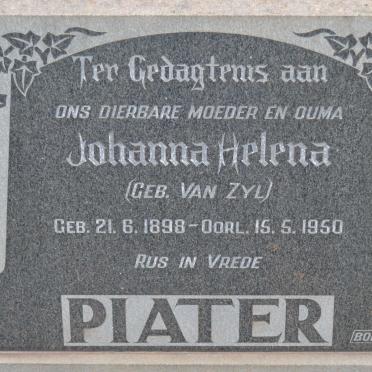 Ter Gedagtenis aan
ONS DIERBARE MOEDER EN OUMA
Johanna Helena
(GEB. VAN ZYL)
GEB. 21. 6. 1898 - OORL. 15. 5. 1950
RUS IN VREDE
PIATER